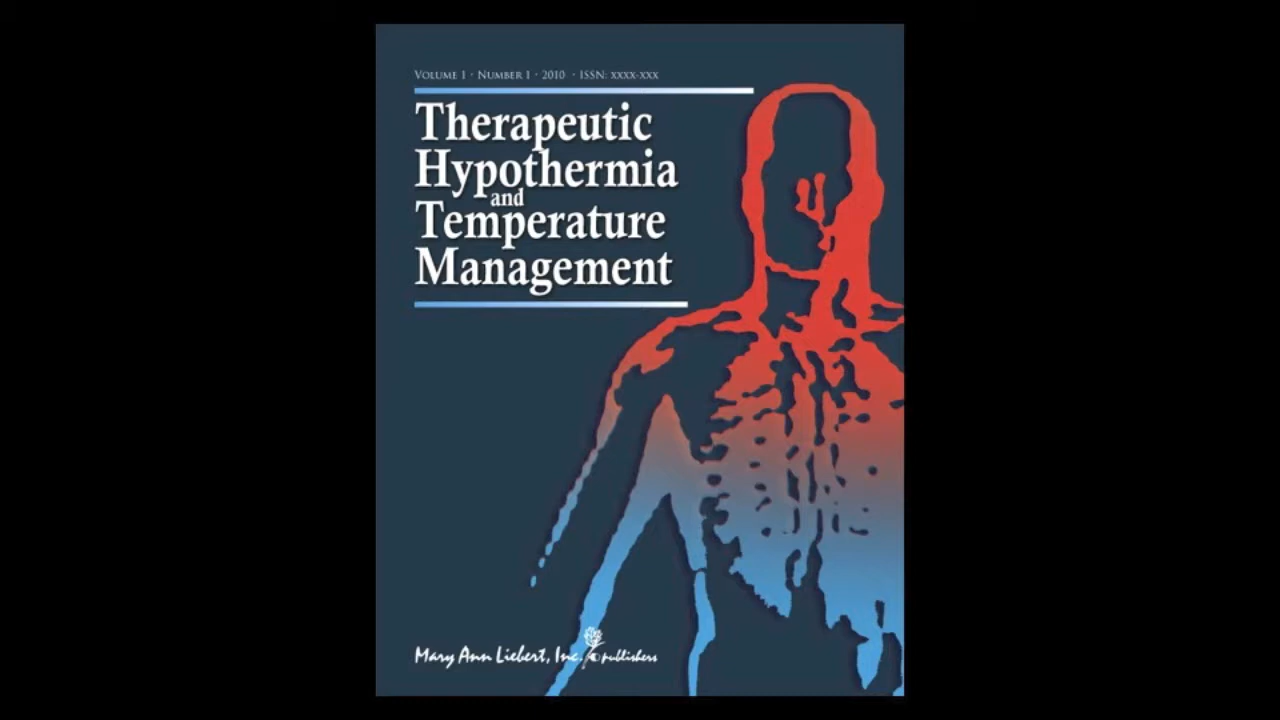 Volume 1 · Number 1 · 2010 · ISSN: xxxx-xxx
Therapeutic
Hypothermia
and
Temperature
Management
Mary Ann Liebert, Inc. publishers